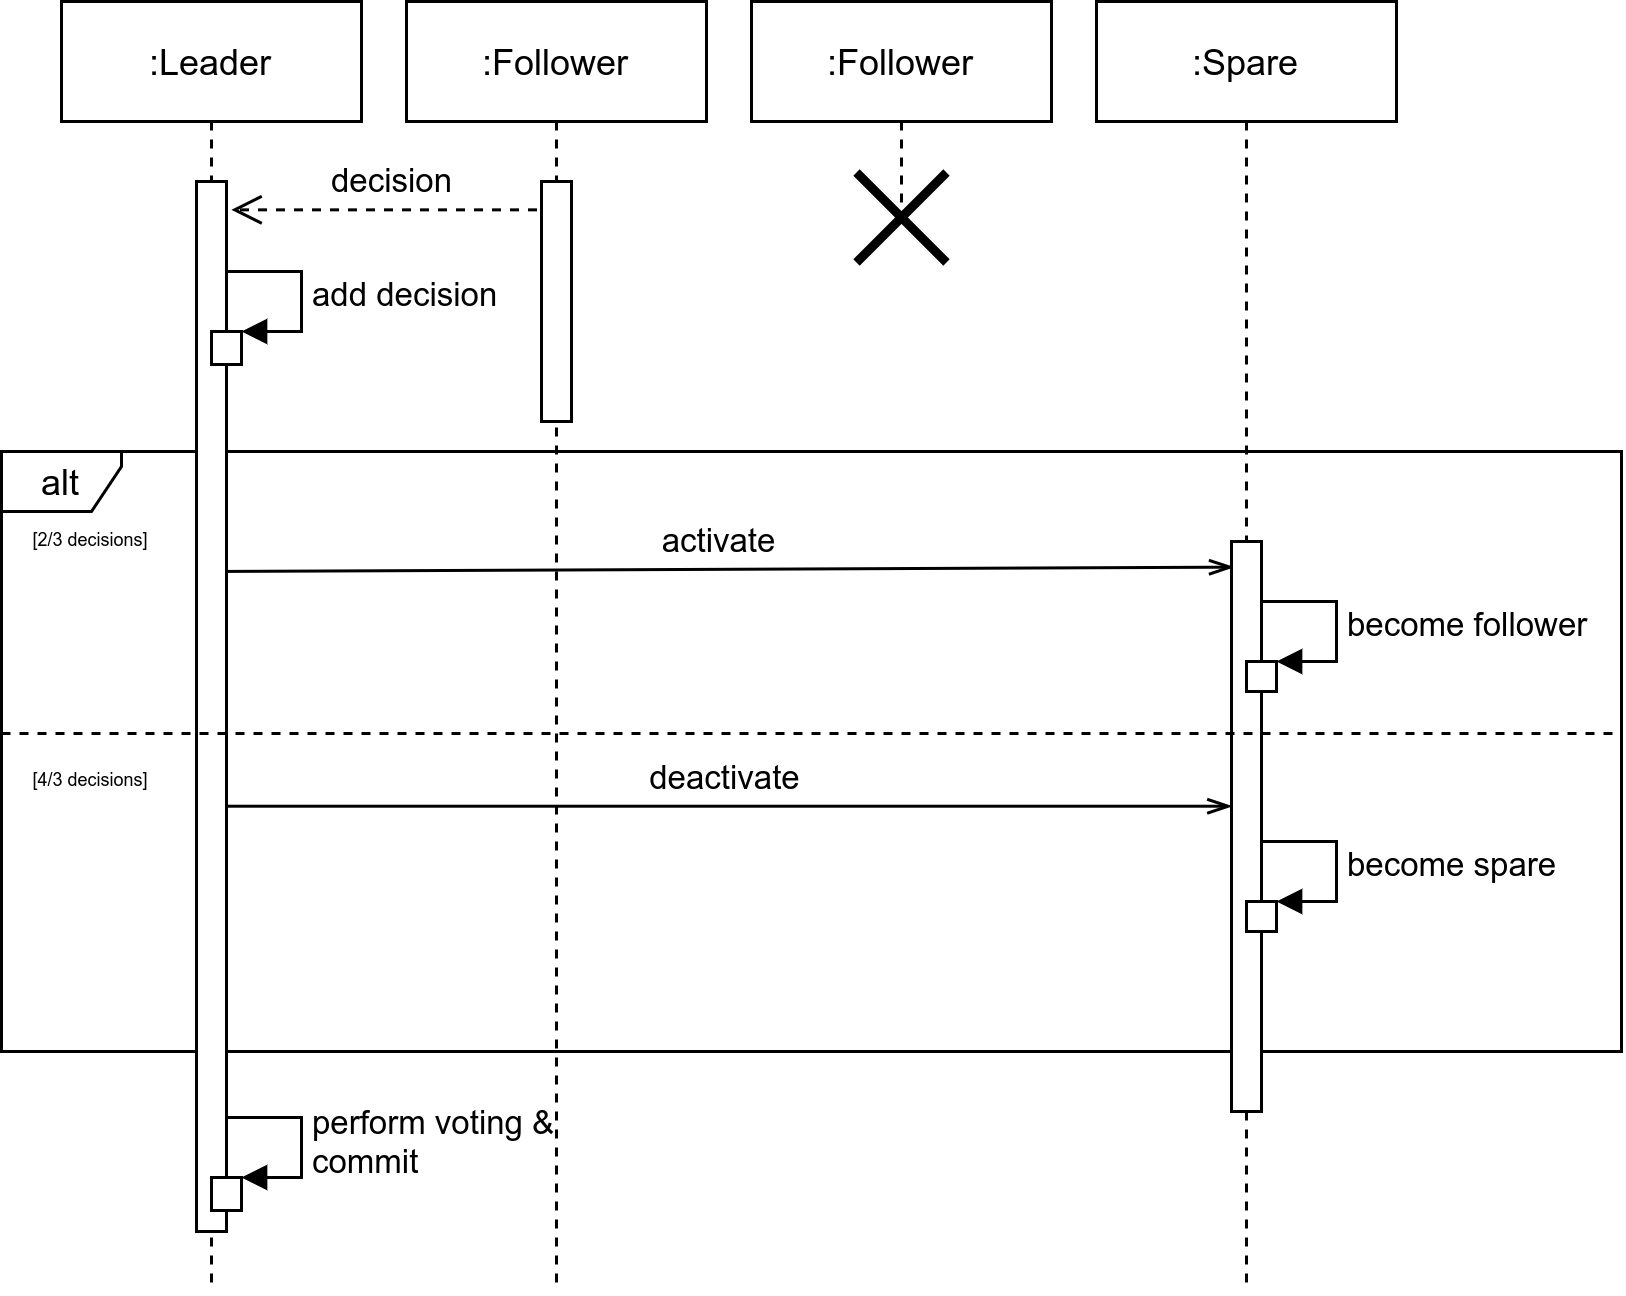 :Leader
:Follower
:Follower
:Spare
decision
add decision
alt
[2/3 decisions]
activate
become follower
[4/3 decisions]
deactivate
become spare
perform voting &
commit